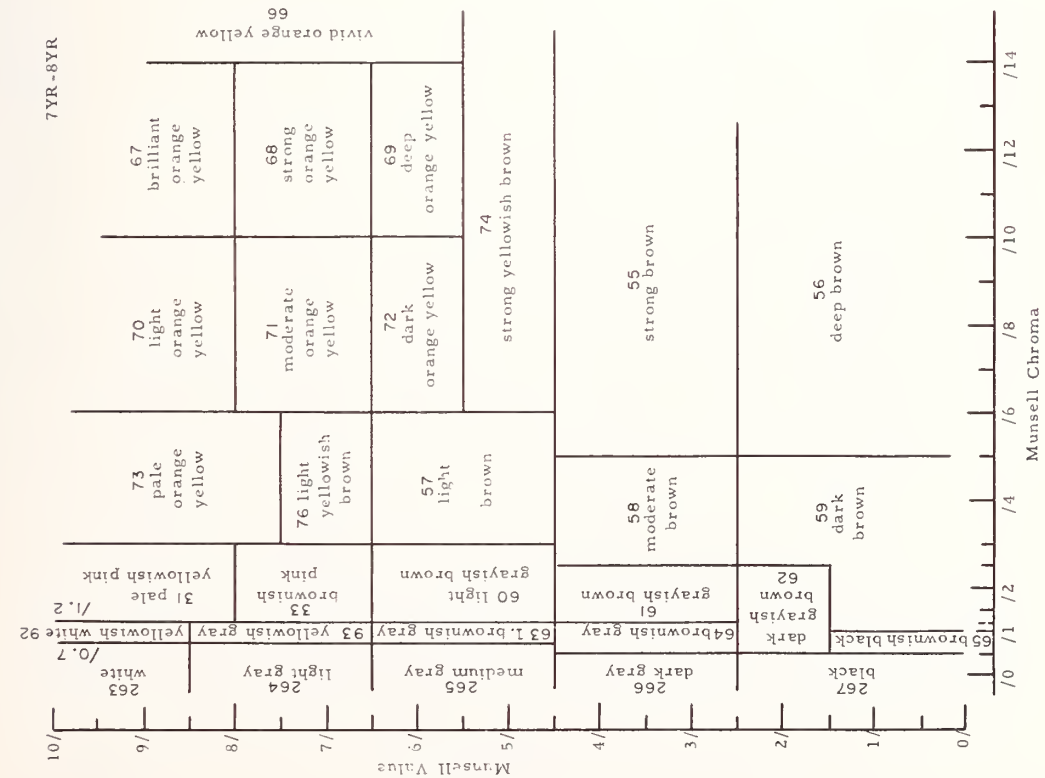 7YR-8YR
66
vivid orange yellow
67
brilliant
orange
yellow
68
strong
orange
yellow
69
deep
orange yellow
70
light
orange
yellow
71
moderate
orange
yellow
72
dark
orange yellow
74
strong yellowish brown
73
pale
orange
yellow
76 light
yellowish
brown
57
light
brown
55
strong brown
56
deep brown
58
moderate
brown
59
dark
brown
31 pale
yellowish pink
33
brownish
pink
60 light
grayish brown
61
grayish brown
62
dark
grayish
brown
/1.2
92 yellowish white
93 yellowish gray
63 1. brownish gray
64 brownish gray
65 brownish black
/0.7
263
white
264
light gray
265
medium gray
266
dark gray
267
black
10/
9/
8/
7/
6/
5/
4/
3/
2/
1/
0/
Munsell Value
/0
/1
/2
/4
/6
/8
/10
/12
/14
Munsell Chroma